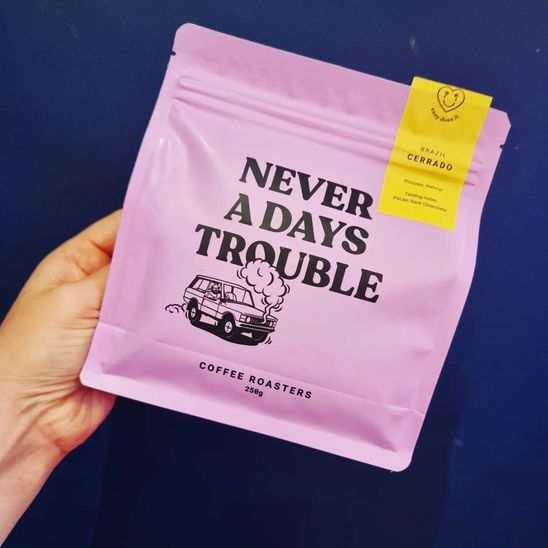 NEVER
A DAYS
TROUBLE
COFFEE ROASTERS
250g
easy does it
BRAZIL
CERRADO
Process: Natural
Tasting notes:
Pecan, Dark Chocolate